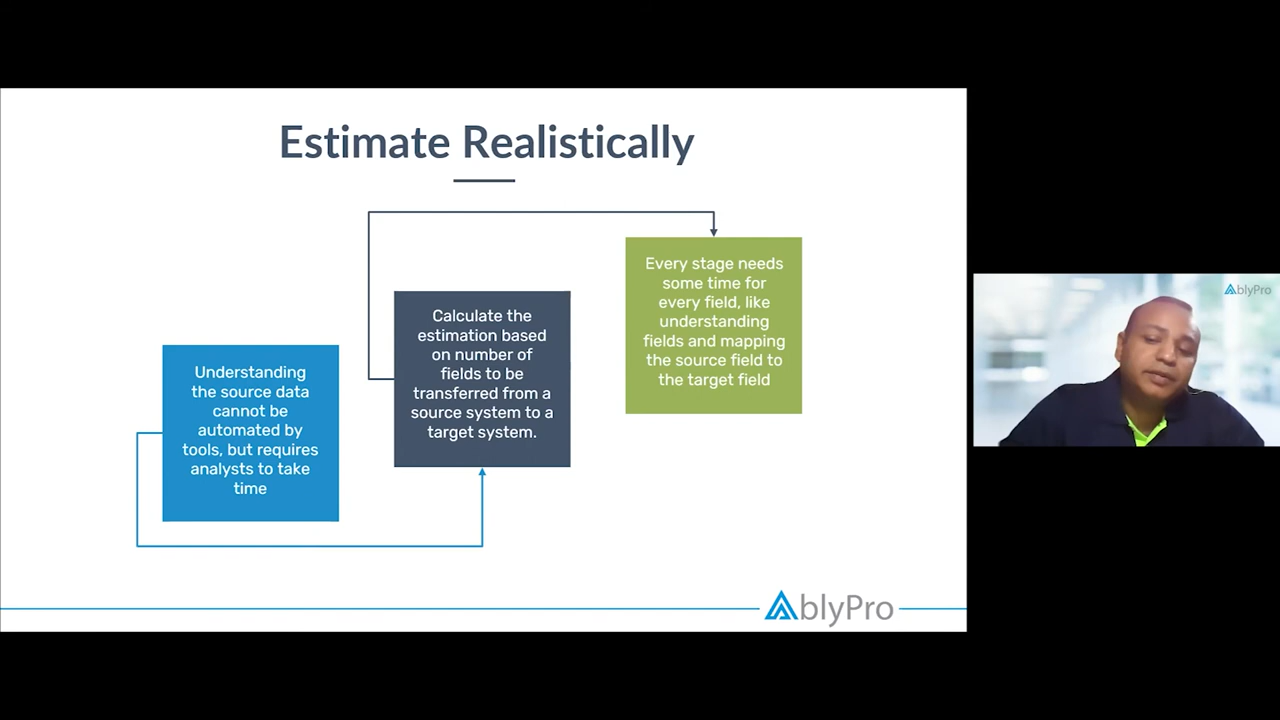 Estimate Realistically
Understanding
the source data
cannot be
automated by
tools, but requires
analysts to take
time
Calculate the
estimation based
on number of
fields to be
transferred from a
source system to a
target system.
Every stage needs
some time for
every field, like
understanding
fields and mapping
the source field to
the target field
AblyPro
AblyPro